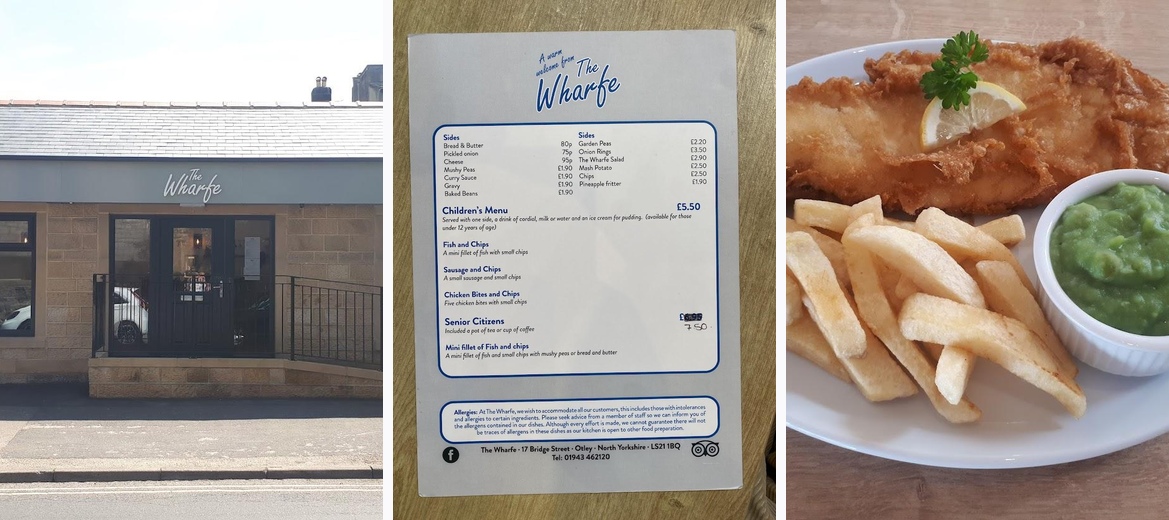 The
Wharfe
A warm
welcome from
The
Wharfe
Sides
Bread & Butter 80p
Pickled onion 75p
Cheese 95p
Mushy Peas £1.90
Curry Sauce £1.90
Gravy £1.90
Baked Beans £1.90
Sides
Garden Peas £2.20
Onion Rings £3.50
The Wharfe Salad £2.90
Mash Potato £2.50
Chips £2.50
Pineapple fritter £1.90
Children's Menu £5.50
Served with one side, a drink of cordial, milk or water and an ice cream for pudding. (available for those
under 12 years of age)
Fish and Chips
A mini fillet of fish with small chips
Sausage and Chips
A small sausage and small chips
Chicken Bites and Chips
Five chicken bites with small chips
Senior Citizens £
Included a pot of tea or cup of coffee 7 50
Mini fillet of Fish and chips
A mini fillet of fish and small chips with mushy peas or bread and butter
Allergies: At The Wharfe, we wish to accommodate all our customers, this includes those with intolerances
and allergies to certain ingredients. Please seek advice from a member of staff so we can inform you of
the allergens contained in our dishes. Although every effort is made, we cannot guarantee there will not
be traces of allergens in these dishes as our kitchen is open to other food preparation.
The Wharfe - 17 Bridge Street - Otley - North Yorkshire - LS21 1BQ
Tel: 01943 462120